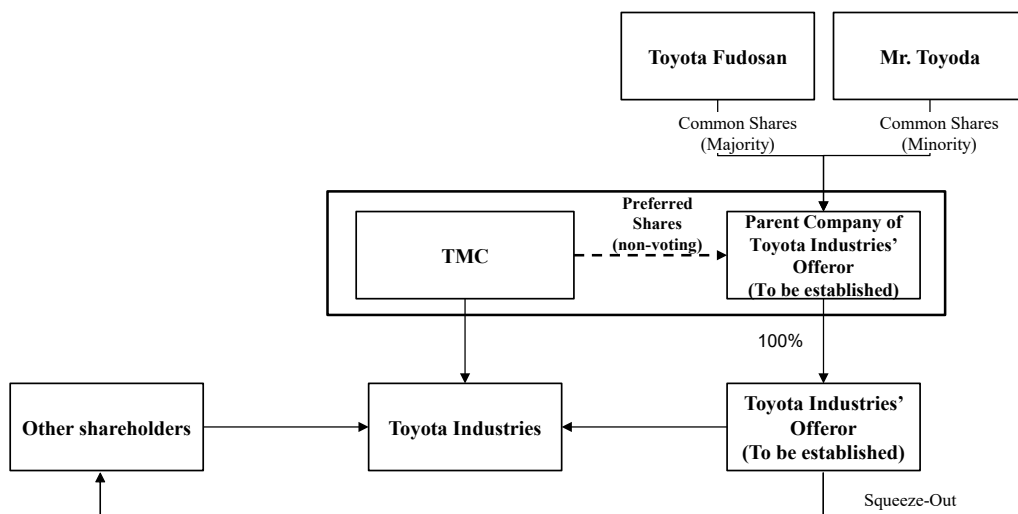 Toyota Fudosan
Mr. Toyoda
Common Shares
(Majority)
Common Shares
(Minority)
Preferred
Shares
(non-voting)
TMC
Parent Company of
Toyota Industries’
Offeror
(To be established)
100%
Other shareholders
Toyota Industries
Toyota Industries’
Offeror
(To be established)
Squeeze-Out